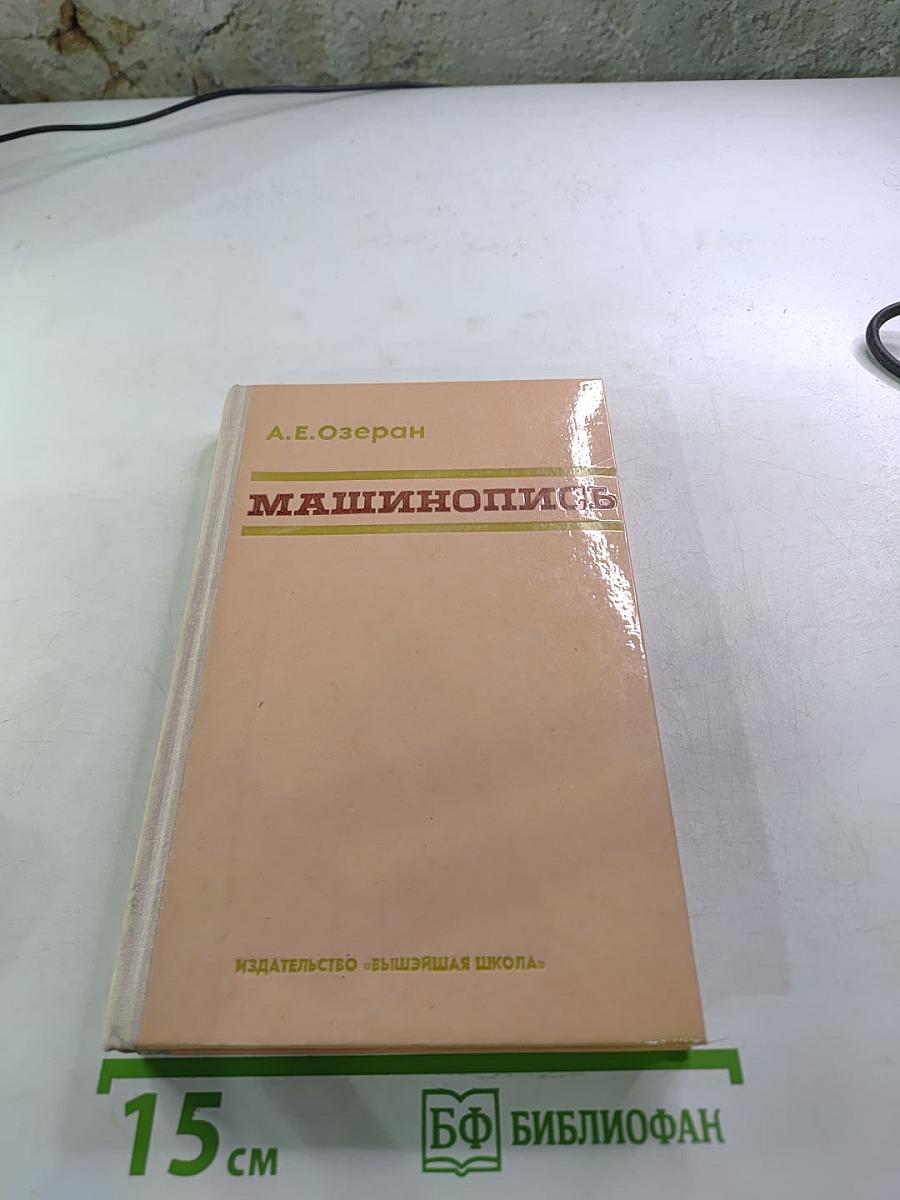 А.Е.Озеран
МАШИНОПИСЬ
ИЗДАТЕЛЬСТВО «ВЫШЭЙШАЯ ШКОЛА»
15 см
БФ БИБЛИОФАН